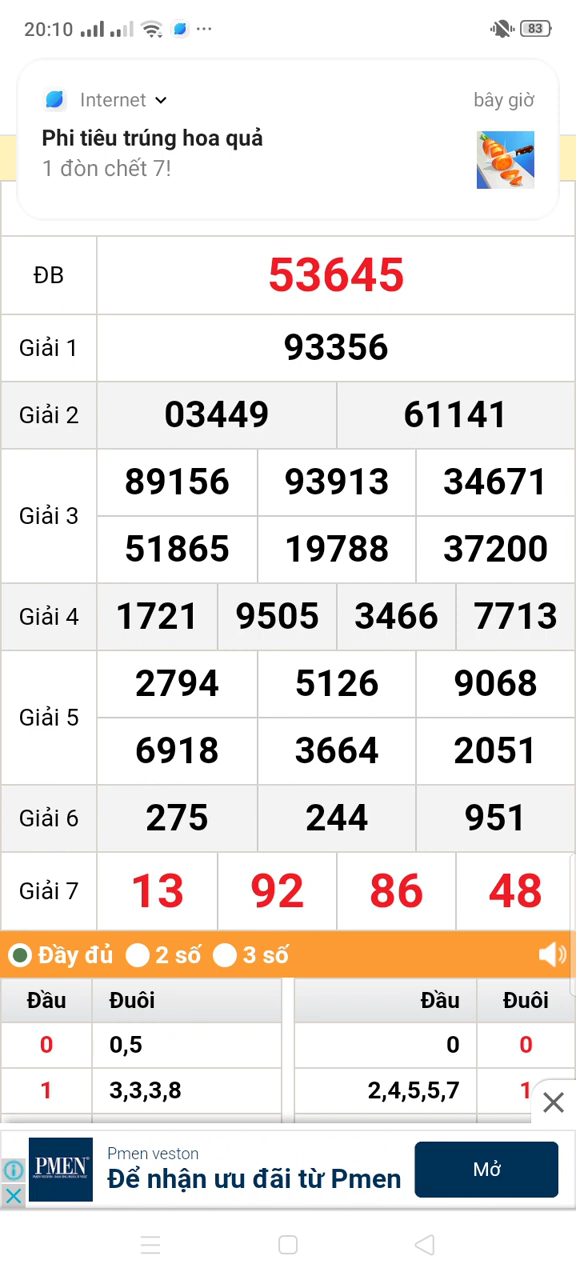 20:10 ... 83
Internet bây giờ
Phi tiêu trúng hoa quả
1 đòn chết 7!
ĐB 53645
Giải 1 93356
Giải 2 03449 61141
Giải 3 89156 93913 34671
51865 19788 37200
Giải 4 1721 9505 3466 7713
Giải 5 2794 5126 9068
6918 3664 2051
Giải 6 275 244 951
Giải 7 13 92 86 48
Đầy đủ 2 số 3 số
Đầu Đuôi Đầu Đuôi
0 0,5 0 0
1 3,3,3,8 2,4,5,5,7 1
PMEN
Pmen veston
Để nhận ưu đãi từ Pmen
Mở